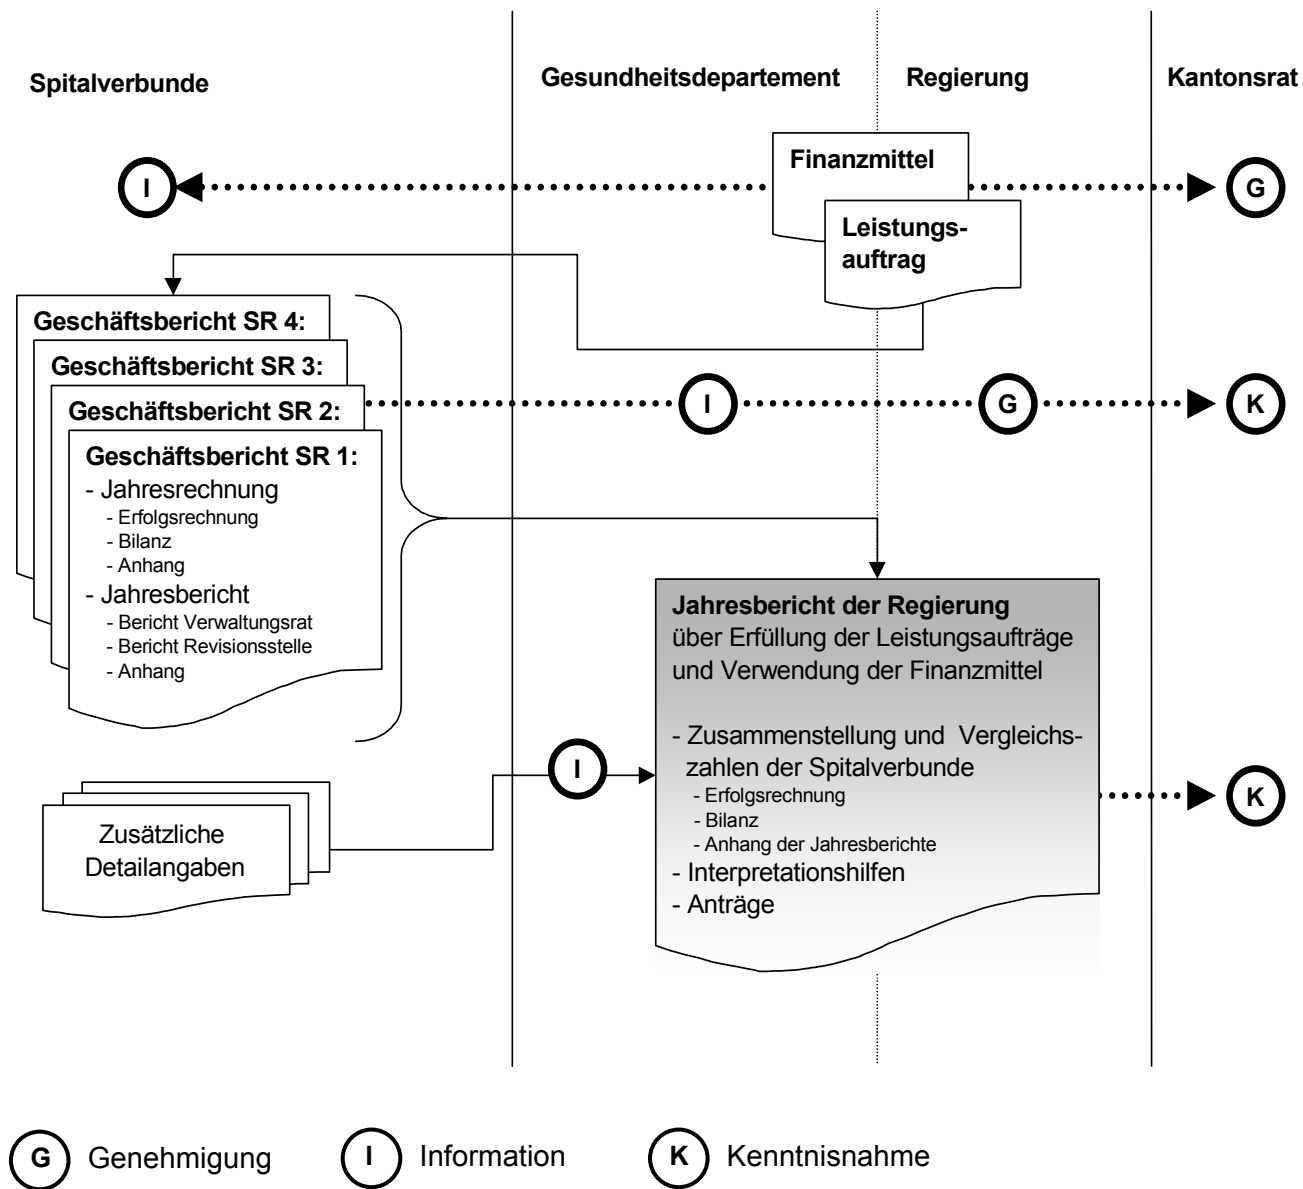 Spitalverbunde
Gesundheitsdepartement
Regierung
Kantonsrat
Finanzmittel
I
G
Leistungs-
auftrag
Geschäftsbericht SR 4:
Geschäftsbericht SR 3:
Geschäftsbericht SR 2:
I
G
K
Geschäftsbericht SR 1:
- Jahresrechnung
- Erfolgsrechnung
- Bilanz
- Anhang
- Jahresbericht
- Bericht Verwaltungsrat
- Bericht Revisionsstelle
- Anhang
Jahresbericht der Regierung
über Erfüllung der Leistungsaufträge
und Verwendung der Finanzmittel
- Zusammenstellung und Vergleichs-
zahlen der Spitalverbunde
- Erfolgsrechnung
- Bilanz
- Anhang der Jahresberichte
- Interpretationshilfen
- Anträge
I
K
Zusätzliche
Detailangaben
G Genehmigung
I Information
K Kenntnisnahme